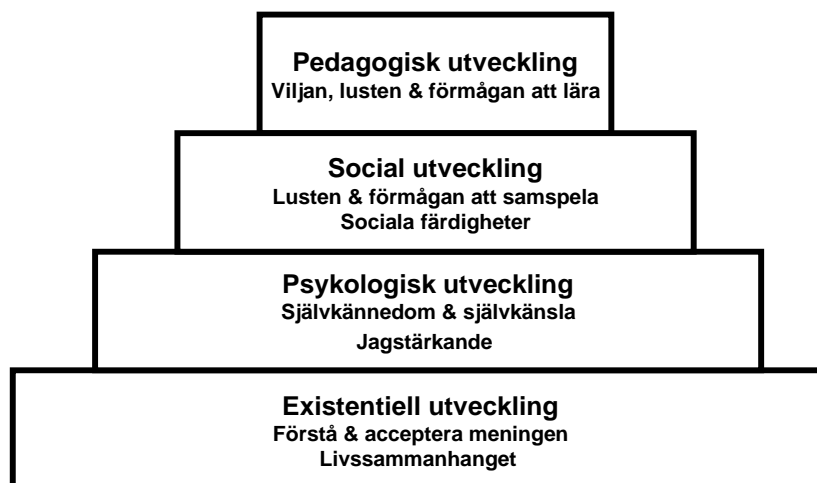 Pedagogisk utveckling
Viljan, lusten & förmågan att lära
Social utveckling
Lusten & förmågan att samspela
Sociala färdigheter
Psykologisk utveckling
Självkännedom & självkänsla
Jagstärkande
Existentiell utveckling
Förstå & acceptera meningen
Livssammanhanget